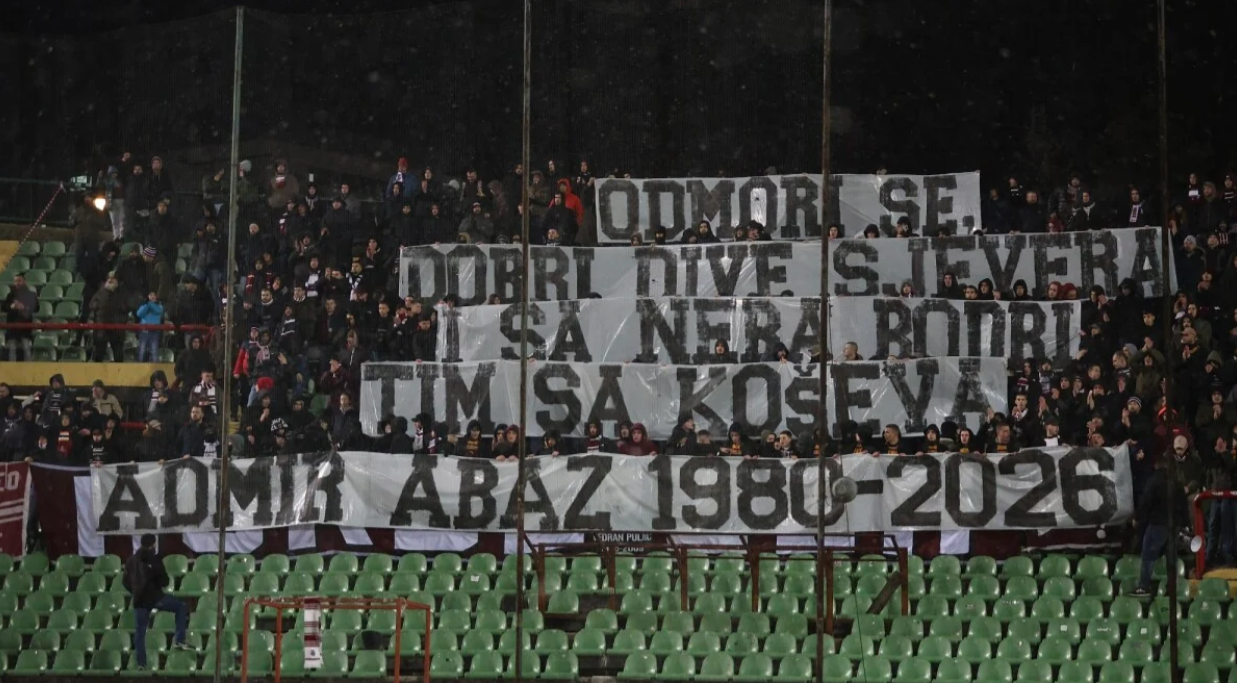 ODMORI SE,
DOBRI DIVE SJEVERA
I SA NEBA BODRI
TIM SA KOŠEVA
ADMIR ABAZ 1980-2026